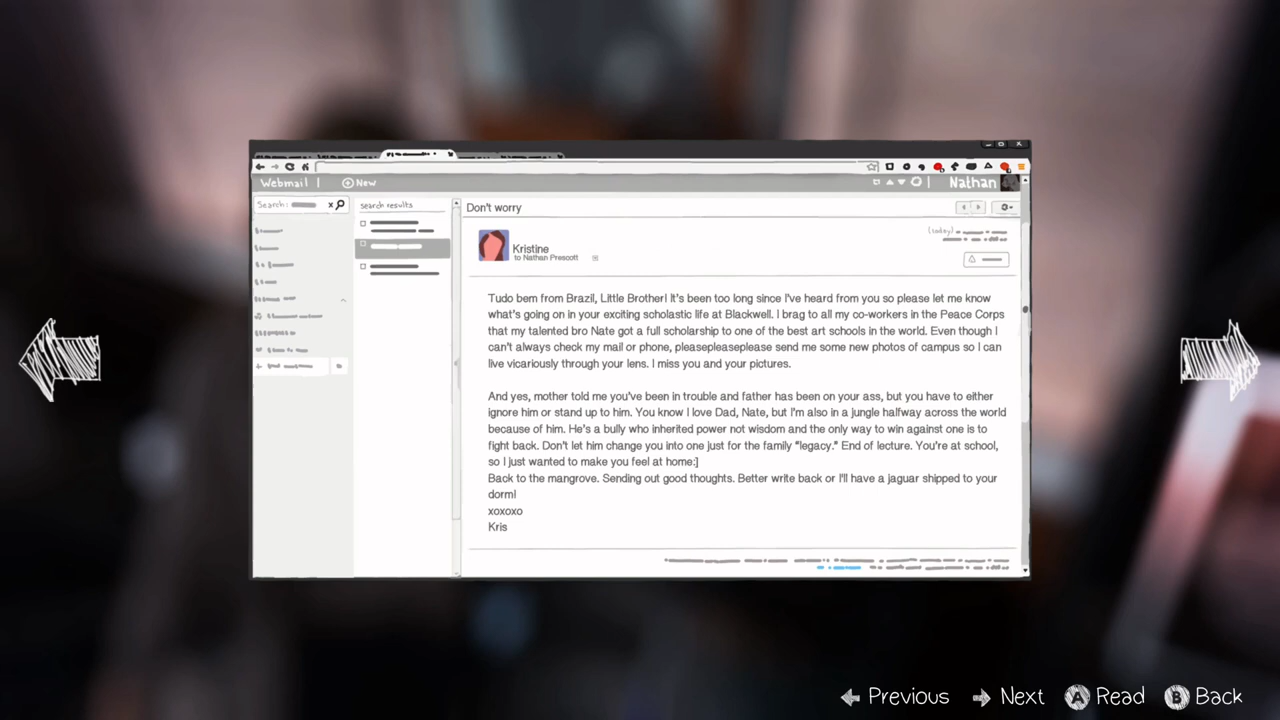 Webmail | + New
Nathan
Search:
search results
Don't worry
(today)
Kristine
to Nathan Prescott
Tudo bem from Brazil, Little Brother! It's been too long since I've heard from you so please let me know
what's going on in your exciting scholastic life at Blackwell. I brag to all my co-workers in the Peace Corps
that my talented bro Nate got a full scholarship to one of the best art schools in the world. Even though I
can't always check my mail or phone, pleasepleaseplease send me some new photos of campus so I can
live vicariously through your lens. I miss you and your pictures.
And yes, mother told me you've been in trouble and father has been on your ass, but you have to either
ignore him or stand up to him. You know I love Dad, Nate, but I'm also in a jungle halfway across the world
because of him. He's a bully who inherited power not wisdom and the only way to win against one is to
fight back. Don't let him change you into one just for the family "legacy." End of lecture. You're at school,
so I just wanted to make you feel at home:]
Back to the mangrove. Sending out good thoughts. Better write back or I'll have a jaguar shipped to your
dorm!
xoxoxo
Kris
Previous Next A Read B Back